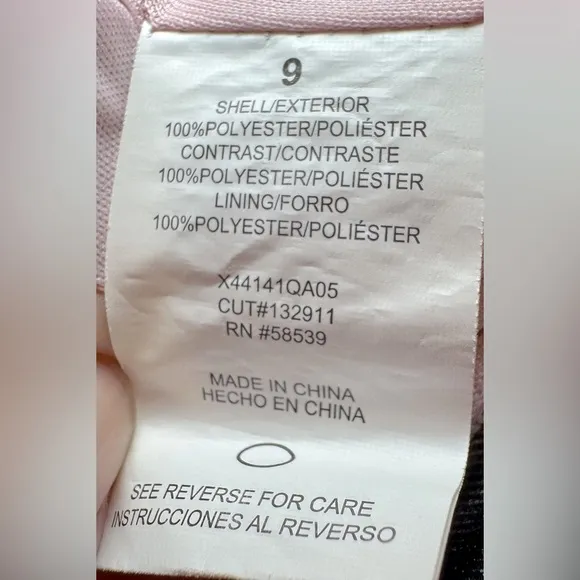 9
SHELL/EXTERIOR
100%POLYESTER/POLIÉSTER
CONTRAST/CONTRASTE
100%POLYESTER/POLIÉSTER
LINING/FORRO
100%POLYESTER/POLIÉSTER
X44141QA05
CUT#132911
RN #58539
MADE IN CHINA
HECHO EN CHINA
SEE REVERSE FOR CARE
INSTRUCCIONES AL REVERSO